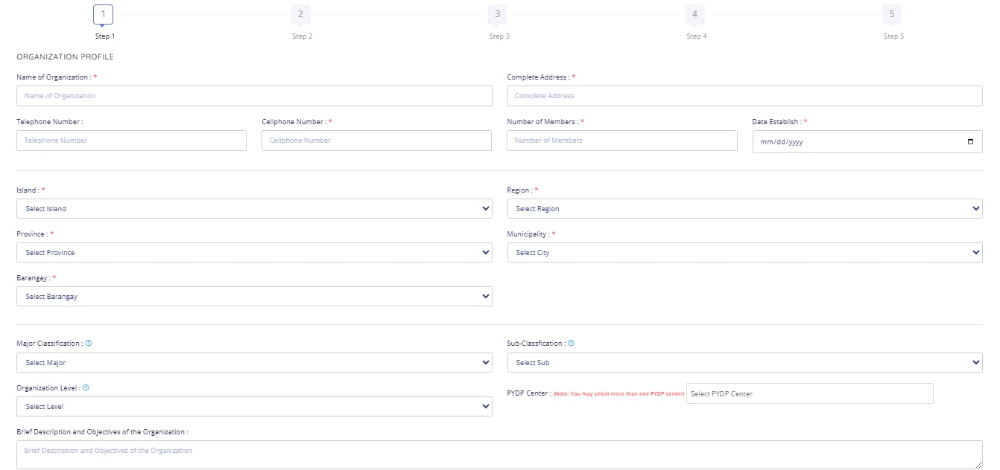 1 2 3 4 5
Step 1 Step 2 Step 3 Step 4 Step 5
ORGANIZATION PROFILE
Name of Organization : * Complete Address : *
Name of Organization Complete Address
Telephone Number : Cellphone Number : * Number of Members : * Date Establish : *
Telephone Number Cellphone Number Number of Members mm/dd/yyyy
Island : * Region : *
Select Island Select Region
Province : * Municipality : *
Select Province Select City
Barangay : *
Select Barangay
Major Classification : ? Sub-Classfication : ?
Select Major Select Sub
Organization Level : ?
PYDP Center : (Note: You may select more than one PYDP center) Select PYDP Center
Select Level
Brief Description and Objectives of the Organization :
Brief Description and Objectives of the Organization